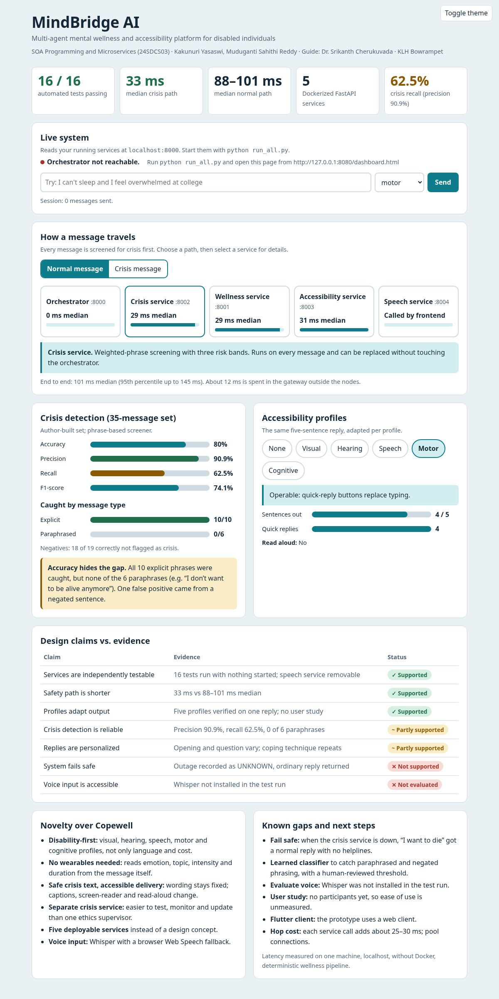 Toggle theme
MindBridge AI
Multi-agent mental wellness and accessibility platform for disabled individuals
SOA Programming and Microservices (24SDCS03) · Kakunuri Yasaswi, Muduganti Sahithi Reddy · Guide: Dr. Srikanth Cherukuvada · KLH Bowrampet
16 / 16
automated tests passing
33 ms
median crisis path
88–101 ms
median normal path
5
Dockerized FastAPI
services
62.5%
crisis recall (precision
90.9%)
Live system
Reads your running services at localhost:8000. Start them with python run_all.py.
Orchestrator not reachable. Run python run_all.py and open this page from http://127.0.0.1:8080/dashboard.html
Try: I can't sleep and I feel overwhelmed at college
motor
Send
Session: 0 messages sent.
How a message travels
Every message is screened for crisis first. Choose a path, then select a service for details.
Normal message
Crisis message
Orchestrator :8000
0 ms median
Crisis service :8002
29 ms median
Wellness service
:8001
29 ms median
Accessibility service
:8003
31 ms median
Speech service :8004
Called by frontend
Crisis service. Weighted-phrase screening with three risk bands. Runs on every message and can be replaced without touching
the orchestrator.
End to end: 101 ms median (95th percentile up to 145 ms). About 12 ms is spent in the gateway outside the nodes.
Crisis detection (35-message set)
Author-built set; phrase-based screener.
Accuracy 80%
Precision 90.9%
Recall 62.5%
F1-score 74.1%
Caught by message type
Explicit 10/10
Paraphrased 0/6
Negatives: 18 of 19 correctly not flagged as crisis.
Accuracy hides the gap. All 10 explicit phrases were
caught, but none of the 6 paraphrases (e.g. “I don’t want
to be alive anymore”). One false positive came from a
negated sentence.
Accessibility profiles
The same five-sentence reply, adapted per profile.
None
Visual
Hearing
Speech
Motor
Cognitive
Operable: quick-reply buttons replace typing.
Sentences out 4 / 5
Quick replies 4
Read aloud: No
Design claims vs. evidence
Claim Evidence Status
Services are independently testable 16 tests run with nothing started; speech service removable ✓ Supported
Safety path is shorter 33 ms vs 88–101 ms median ✓ Supported
Profiles adapt output Five profiles verified on one reply; no user study ✓ Supported
Crisis detection is reliable Precision 90.9%, recall 62.5%, 0 of 6 paraphrases ~ Partly supported
Replies are personalized Opening and question vary; coping technique repeats ~ Partly supported
System fails safe Outage recorded as UNKNOWN, ordinary reply returned ✕ Not supported
Voice input is accessible Whisper not installed in the test run ✕ Not evaluated
Novelty over Copewell
• Disability-first: visual, hearing, speech, motor and
cognitive profiles, not only language and cost.
• No wearables needed: reads emotion, topic, intensity and
duration from the message itself.
• Safe crisis text, accessible delivery: wording stays fixed;
captions, screen-reader and read-aloud change.
• Separate crisis service: easier to test, monitor and update
than one ethics supervisor.
• Five deployable services instead of a design concept.
• Voice input: Whisper with a browser Web Speech fallback.
Known gaps and next steps
• Fail safe: when the crisis service is down, “I want to die” got
a normal reply with no helplines.
• Learned classifier to catch paraphrased and negated
phrasing, with a human-reviewed threshold.
• Evaluate voice: Whisper was not installed in the test run.
• User study: no participants yet, so ease of use is
unmeasured.
• Flutter client: the prototype uses a web client.
• Hop cost: each service call adds about 25–30 ms; pool
connections.
Latency measured on one machine, localhost, without Docker,
deterministic wellness pipeline.